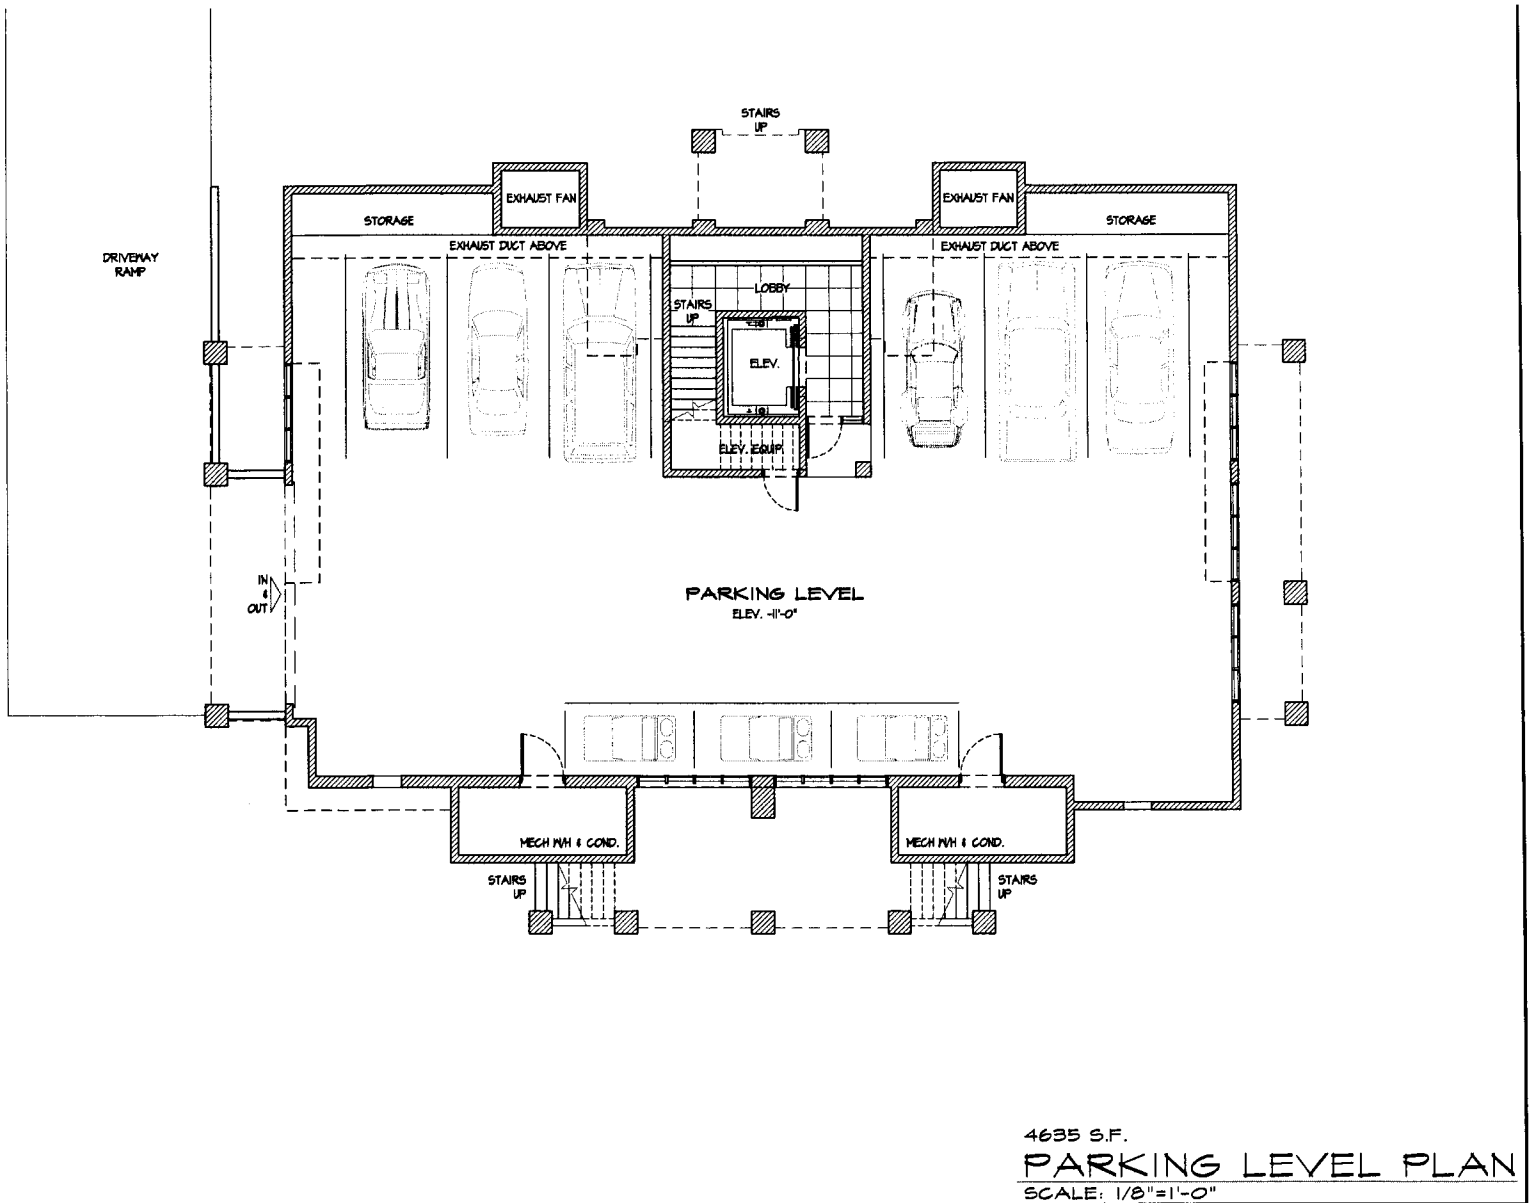 STAIRS
UP
EXHAUST FAN
EXHAUST FAN
STORAGE
STORAGE
EXHAUST DUCT ABOVE
EXHAUST DUCT ABOVE
DRIVEWAY
RAMP
LOBBY
STAIRS
UP
ELEV.
ELEV. EQUIP.
IN
&
OUT
PARKING LEVEL
ELEV. -11'-0"
MECH W/H & COND.
MECH W/H & COND.
STAIRS
UP
STAIRS
UP
4635 S.F.
PARKING LEVEL PLAN
SCALE: 1/8"=1'-0"